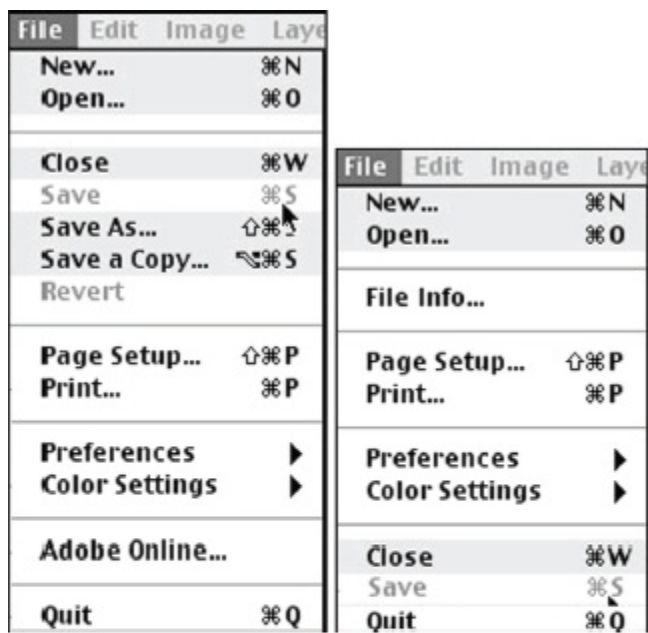 File Edit Image Laye
New... ⌘N
Open... ⌘O
Close ⌘W
Save ⌘S
Save As... ⇧⌘S
Save a Copy... ⌥⌘S
Revert
Page Setup... ⇧⌘P
Print... ⌘P
Preferences ▶
Color Settings ▶
Adobe Online...
Quit ⌘Q
File Edit Image Laye
New... ⌘N
Open... ⌘O
File Info...
Page Setup... ⇧⌘P
Print... ⌘P
Preferences ▶
Color Settings ▶
Close ⌘W
Save ⌘S
Quit ⌘Q